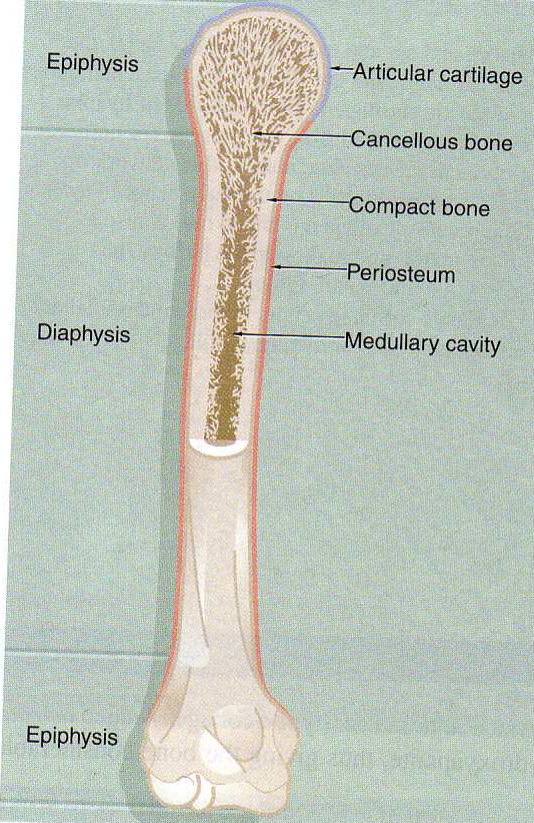 Epiphysis
Articular cartilage
Cancellous bone
Compact bone
Periosteum
Diaphysis
Medullary cavity
Epiphysis